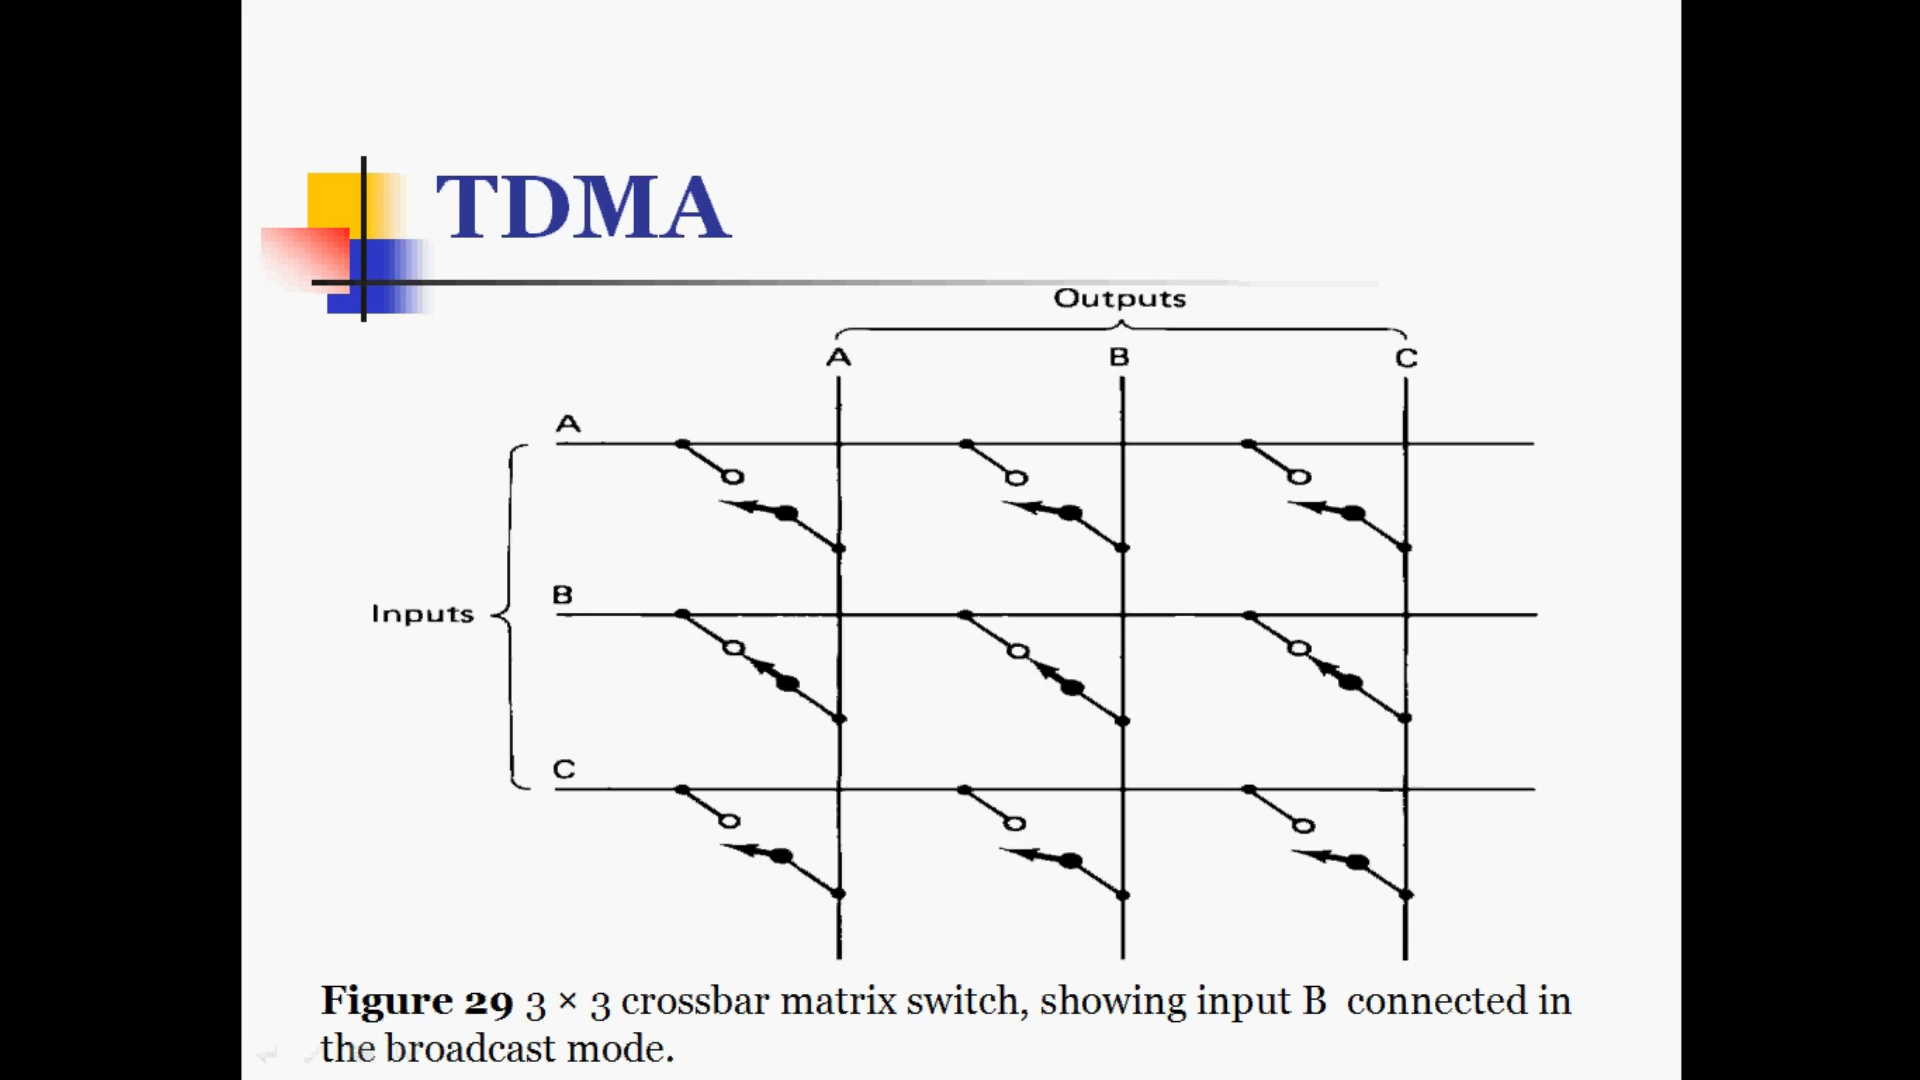 TDMA
Outputs
A B C
A
B
Inputs
C
Figure 29 3 × 3 crossbar matrix switch, showing input B connected in
the broadcast mode.